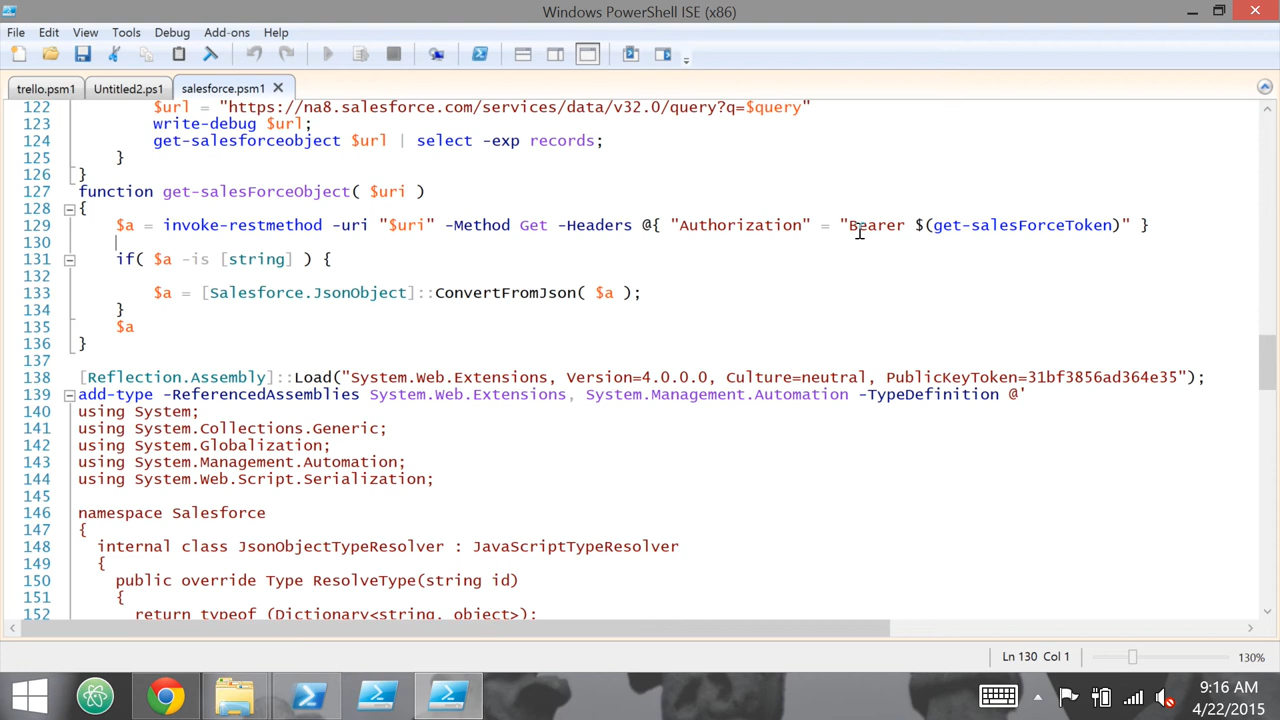 Windows PowerShell ISE (x86)
File Edit View Tools Debug Add-ons Help
trello.psm1 Untitled2.ps1 salesforce.psm1
122 $url = "https://na8.salesforce.com/services/data/v32.0/query?q=$query"
123 write-debug $url;
124 get-salesforceobject $url | select -exp records;
125 }
126 }
127 function get-salesForceObject( $uri )
128 {
129 $a = invoke-restmethod -uri "$uri" -Method Get -Headers @{ "Authorization" = "Bearer $(get-salesForceToken)" }
130
131 if( $a -is [string] ) {
132
133 $a = [Salesforce.JsonObject]::ConvertFromJson( $a );
134 }
135 $a
136 }
137
138 [Reflection.Assembly]::Load("System.Web.Extensions, Version=4.0.0.0, Culture=neutral, PublicKeyToken=31bf3856ad364e35");
139 add-type -ReferencedAssemblies System.Web.Extensions, System.Management.Automation -TypeDefinition @'
140 using System;
141 using System.Collections.Generic;
142 using System.Globalization;
143 using System.Management.Automation;
144 using System.Web.Script.Serialization;
145
146 namespace Salesforce
147 {
148 internal class JsonObjectTypeResolver : JavaScriptTypeResolver
149 {
150 public override Type ResolveType(string id)
151 {
152 return typeof (Dictionary<string, object>);
Ln 130 Col 1 130%
9:16 AM
4/22/2015